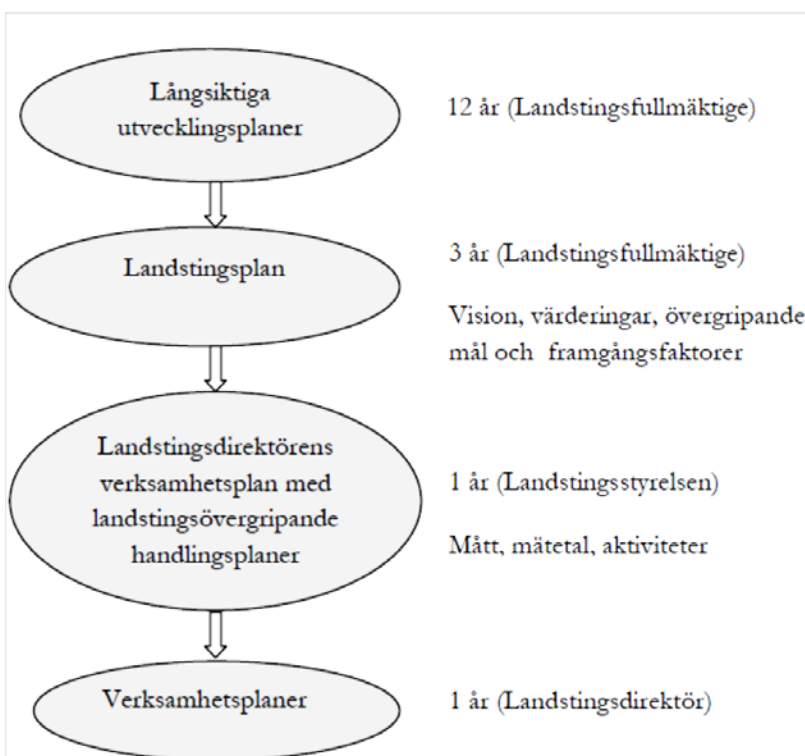 Långsiktiga
utvecklingsplaner
12 år (Landstingsfullmäktige)
Landstingsplan
3 år (Landstingsfullmäktige)
Vision, värderingar, övergripande
mål och framgångsfaktorer
Landstingsdirektörens
verksamhetsplan med
landstingsövergripande
handlingsplaner
1 år (Landstingsstyrelsen)
Mått, mätetal, aktiviteter
Verksamhetsplaner
1 år (Landstingsdirektör)